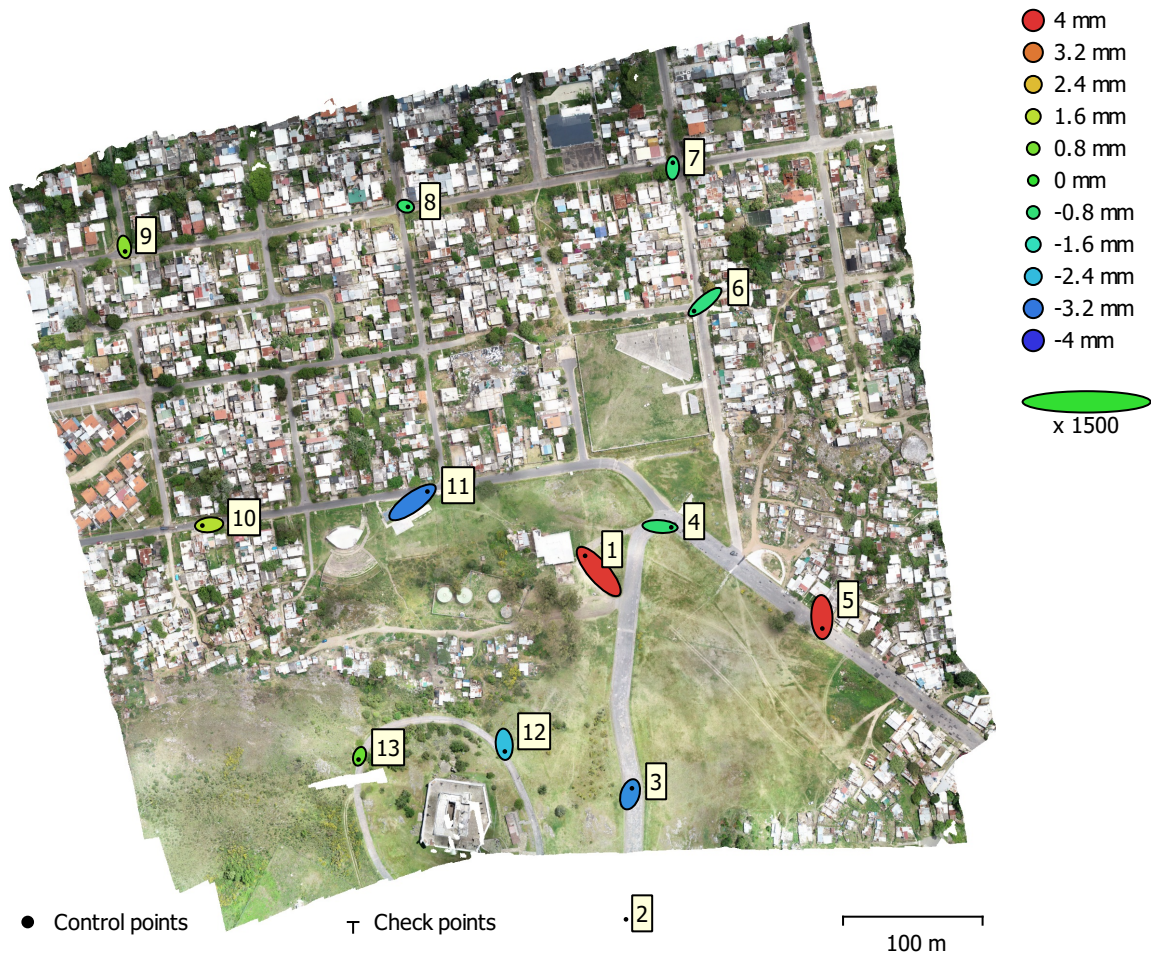 4 mm
3.2 mm
2.4 mm
1.6 mm
0.8 mm
0 mm
-0.8 mm
-1.6 mm
-2.4 mm
-3.2 mm
-4 mm
x 1500
7
8
9
6
11
10
4
1
5
12
13
3
Control points
Check points
2
100 m